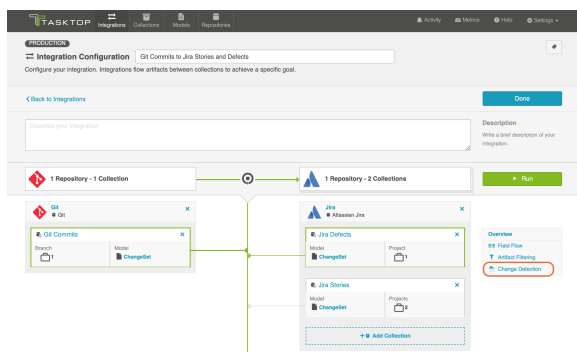 TASKTOP
Integrations
Collections
Models
Repositories
Activity
Metrics
Help
Settings
PRODUCTION
Integration Configuration
Git Commits to Jira Stories and Defects
Configure your integration. Integrations flow artifacts between collections to achieve a specific goal.
Back to Integrations
Done
Describe your integration
Description
Write a brief description of your
integration.
1 Repository - 1 Collection
1 Repository - 2 Collections
Run
Git
Git
Jira
Atlassian Jira
Git Commits
Branch
1
Model
ChangeSet
Jira Defects
Model
ChangeSet
Project
1
Jira Stories
Model
ChangeSet
Projects
2
+ Add Collection
Overview
Field Flow
Artifact Filtering
Change Detection